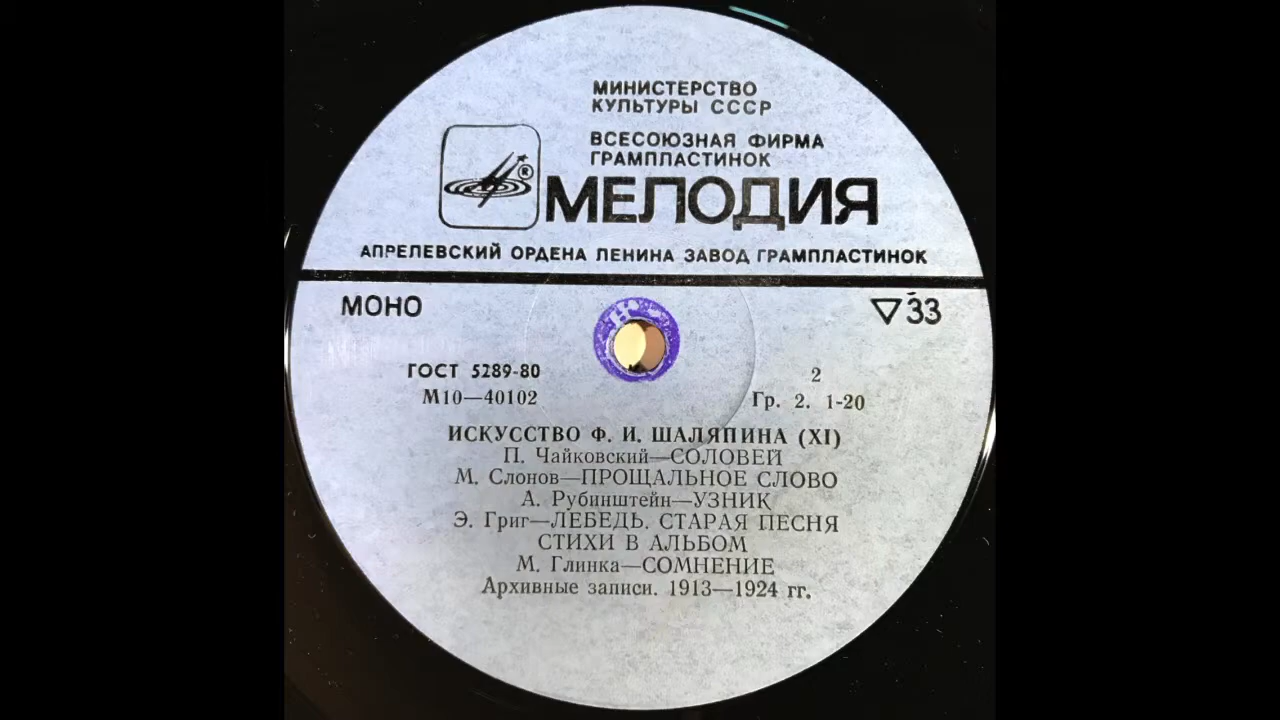 МИНИСТЕРСТВО
КУЛЬТУРЫ СССР
ВСЕСОЮЗНАЯ ФИРМА
ГРАМПЛАСТИНОК
®
МЕЛОДИЯ
АПРЕЛЕВСКИЙ ОРДЕНА ЛЕНИНА ЗАВОД ГРАМПЛАСТИНОК
МОНО
▽ 33
ГОСТ 5289-80
М10—40102
2
Гр. 2. 1-20
ИСКУССТВО Ф. И. ШАЛЯПИНА (XI)
П. Чайковский—СОЛОВЕЙ
М. Слонов—ПРОЩАЛЬНОЕ СЛОВО
А. Рубинштейн—УЗНИК
Э. Григ—ЛЕБЕДЬ. СТАРАЯ ПЕСНЯ
СТИХИ В АЛЬБОМ
М. Глинка—СОМНЕНИЕ
Архивные записи. 1913—1924 гг.